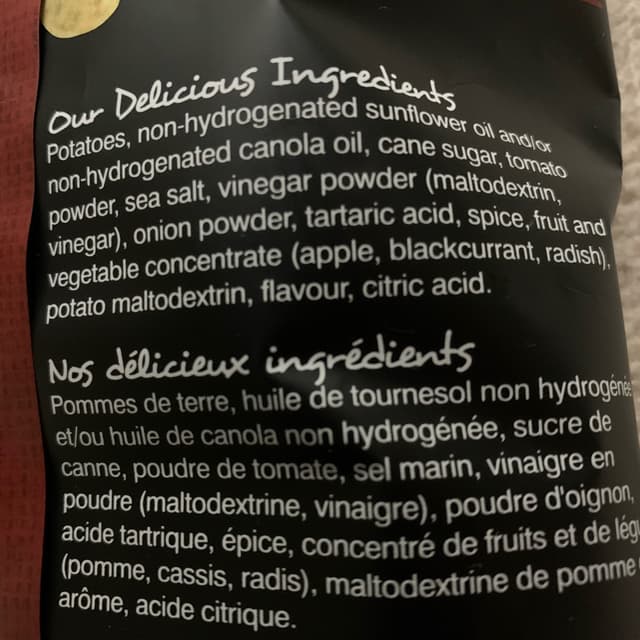 Our Delicious Ingredients
Potatoes, non-hydrogenated sunflower oil and/or
non-hydrogenated canola oil, cane sugar, tomato
powder, sea salt, vinegar powder (maltodextrin,
vinegar), onion powder, tartaric acid, spice, fruit and
vegetable concentrate (apple, blackcurrant, radish),
potato maltodextrin, flavour, citric acid.
Nos délicieux ingrédients
Pommes de terre, huile de tournesol non hydrogénée
et/ou huile de canola non hydrogénée, sucre de
canne, poudre de tomate, sel marin, vinaigre en
poudre (maltodextrine, vinaigre), poudre d'oignon,
acide tartrique, épice, concentré de fruits et de
(pomme, cassis, radis), maltodextrine de pomme
arôme, acide citrique.